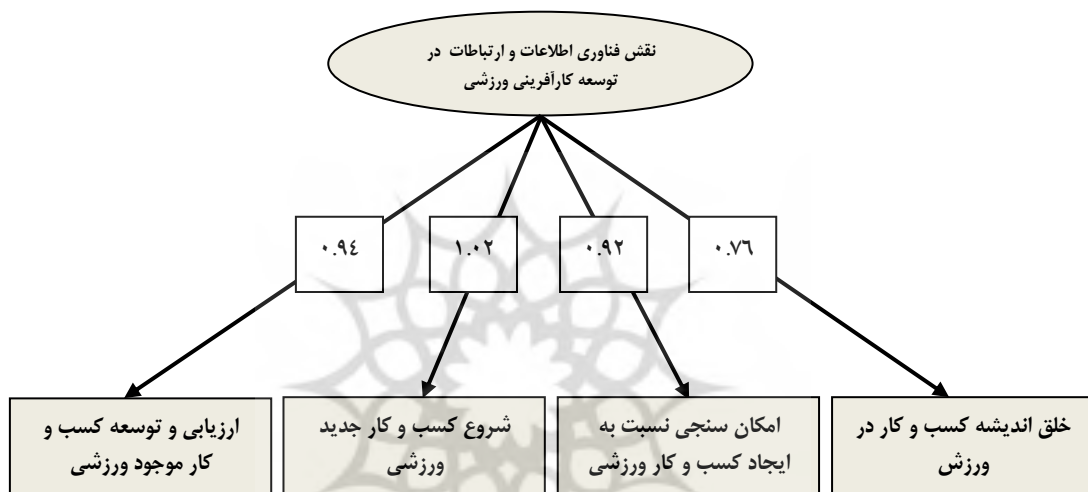 نقش فناوری اطلاعات و ارتباطات در
توسعه کارآفرینی ورزشی
۰.۷٦
۰.۹۲
۱.۰۲
۰.۹٤
خلق اندیشه کسب و کار در
ورزش
امکان سنجی نسبت به
ایجاد کسب و کار ورزشی
شروع کسب و کار جدید
ورزشی
ارزیابی و توسعه کسب و
کار موجود ورزشی